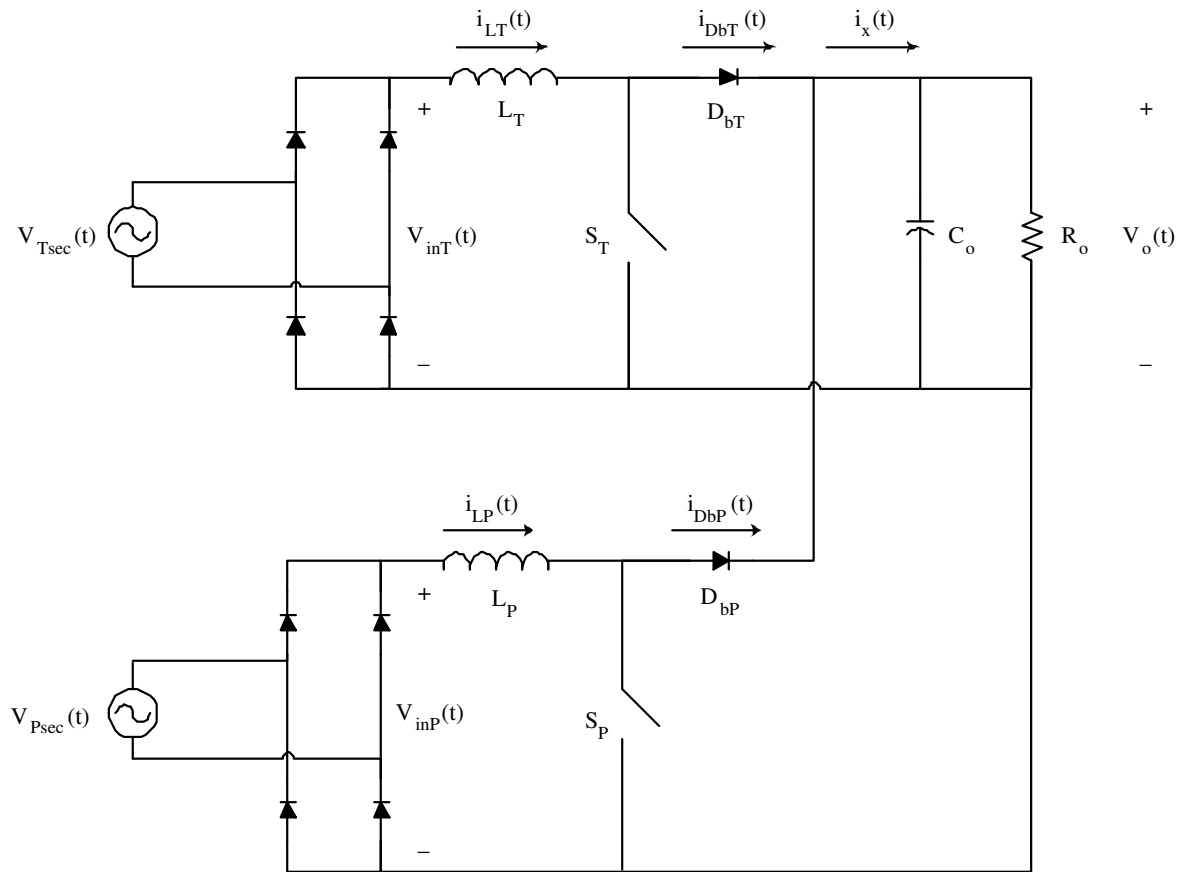 i_LT(t)
i_DbT(t)
i_x(t)
+
L_T
D_bT
+
V_Tsec(t)
V_inT(t)
S_T
C_o
R_o
V_o(t)
–
–
i_LP(t)
i_DbP(t)
+
L_P
D_bP
V_Psec(t)
V_inP(t)
S_P
–